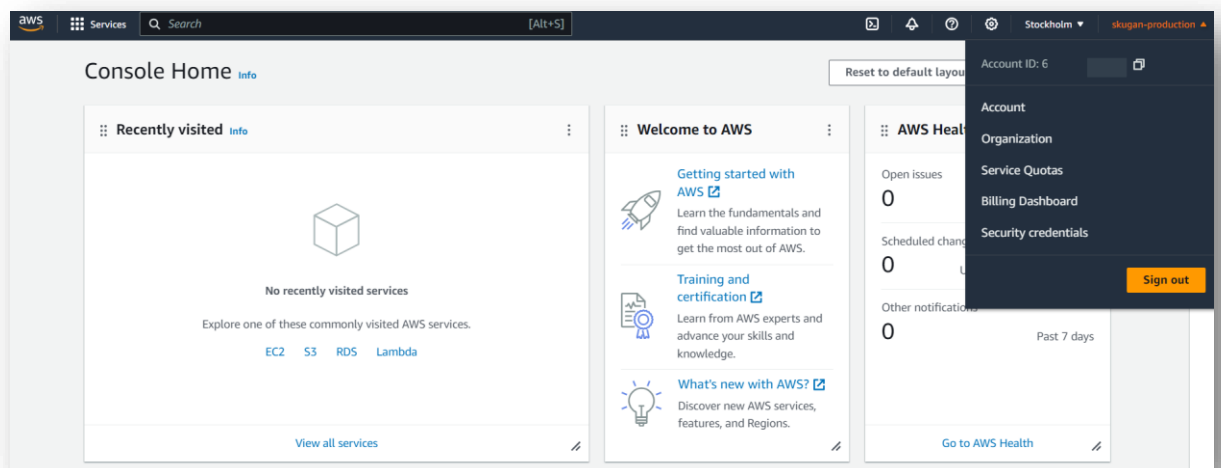 aws
Services
Search
[Alt+S]
Stockholm
skugan-production
Console Home Info
Reset to default layou
Account ID: 6
Account
Organization
Service Quotas
Billing Dashboard
Security credentials
Sign out
Recently visited Info
No recently visited services
Explore one of these commonly visited AWS services.
EC2 S3 RDS Lambda
View all services
Welcome to AWS
Getting started with
AWS
Learn the fundamentals and
find valuable information to
get the most out of AWS.
Training and
certification
Learn from AWS experts and
advance your skills and
knowledge.
What's new with AWS?
Discover new AWS services,
features, and Regions.
AWS Heal
Open issues
0
Scheduled chang
0
U
Other notifications
0
Past 7 days
Go to AWS Health